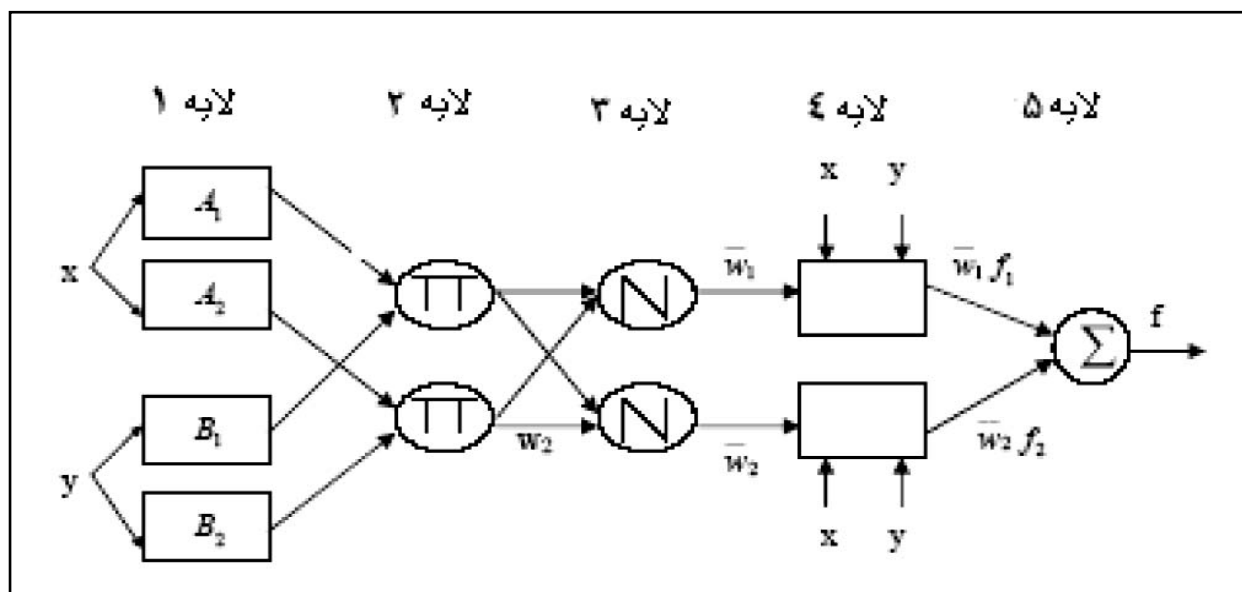 لایه ۱ لایه ۲ لایه ۳ لایه ٤ لایه ۵
x y
A₁
w̄₁ w̄₁ f₁
x
A₂ Π N f
Σ
B₁ Π N
w₂ w̄₂ w̄₂ f₂
y
B₂
x y